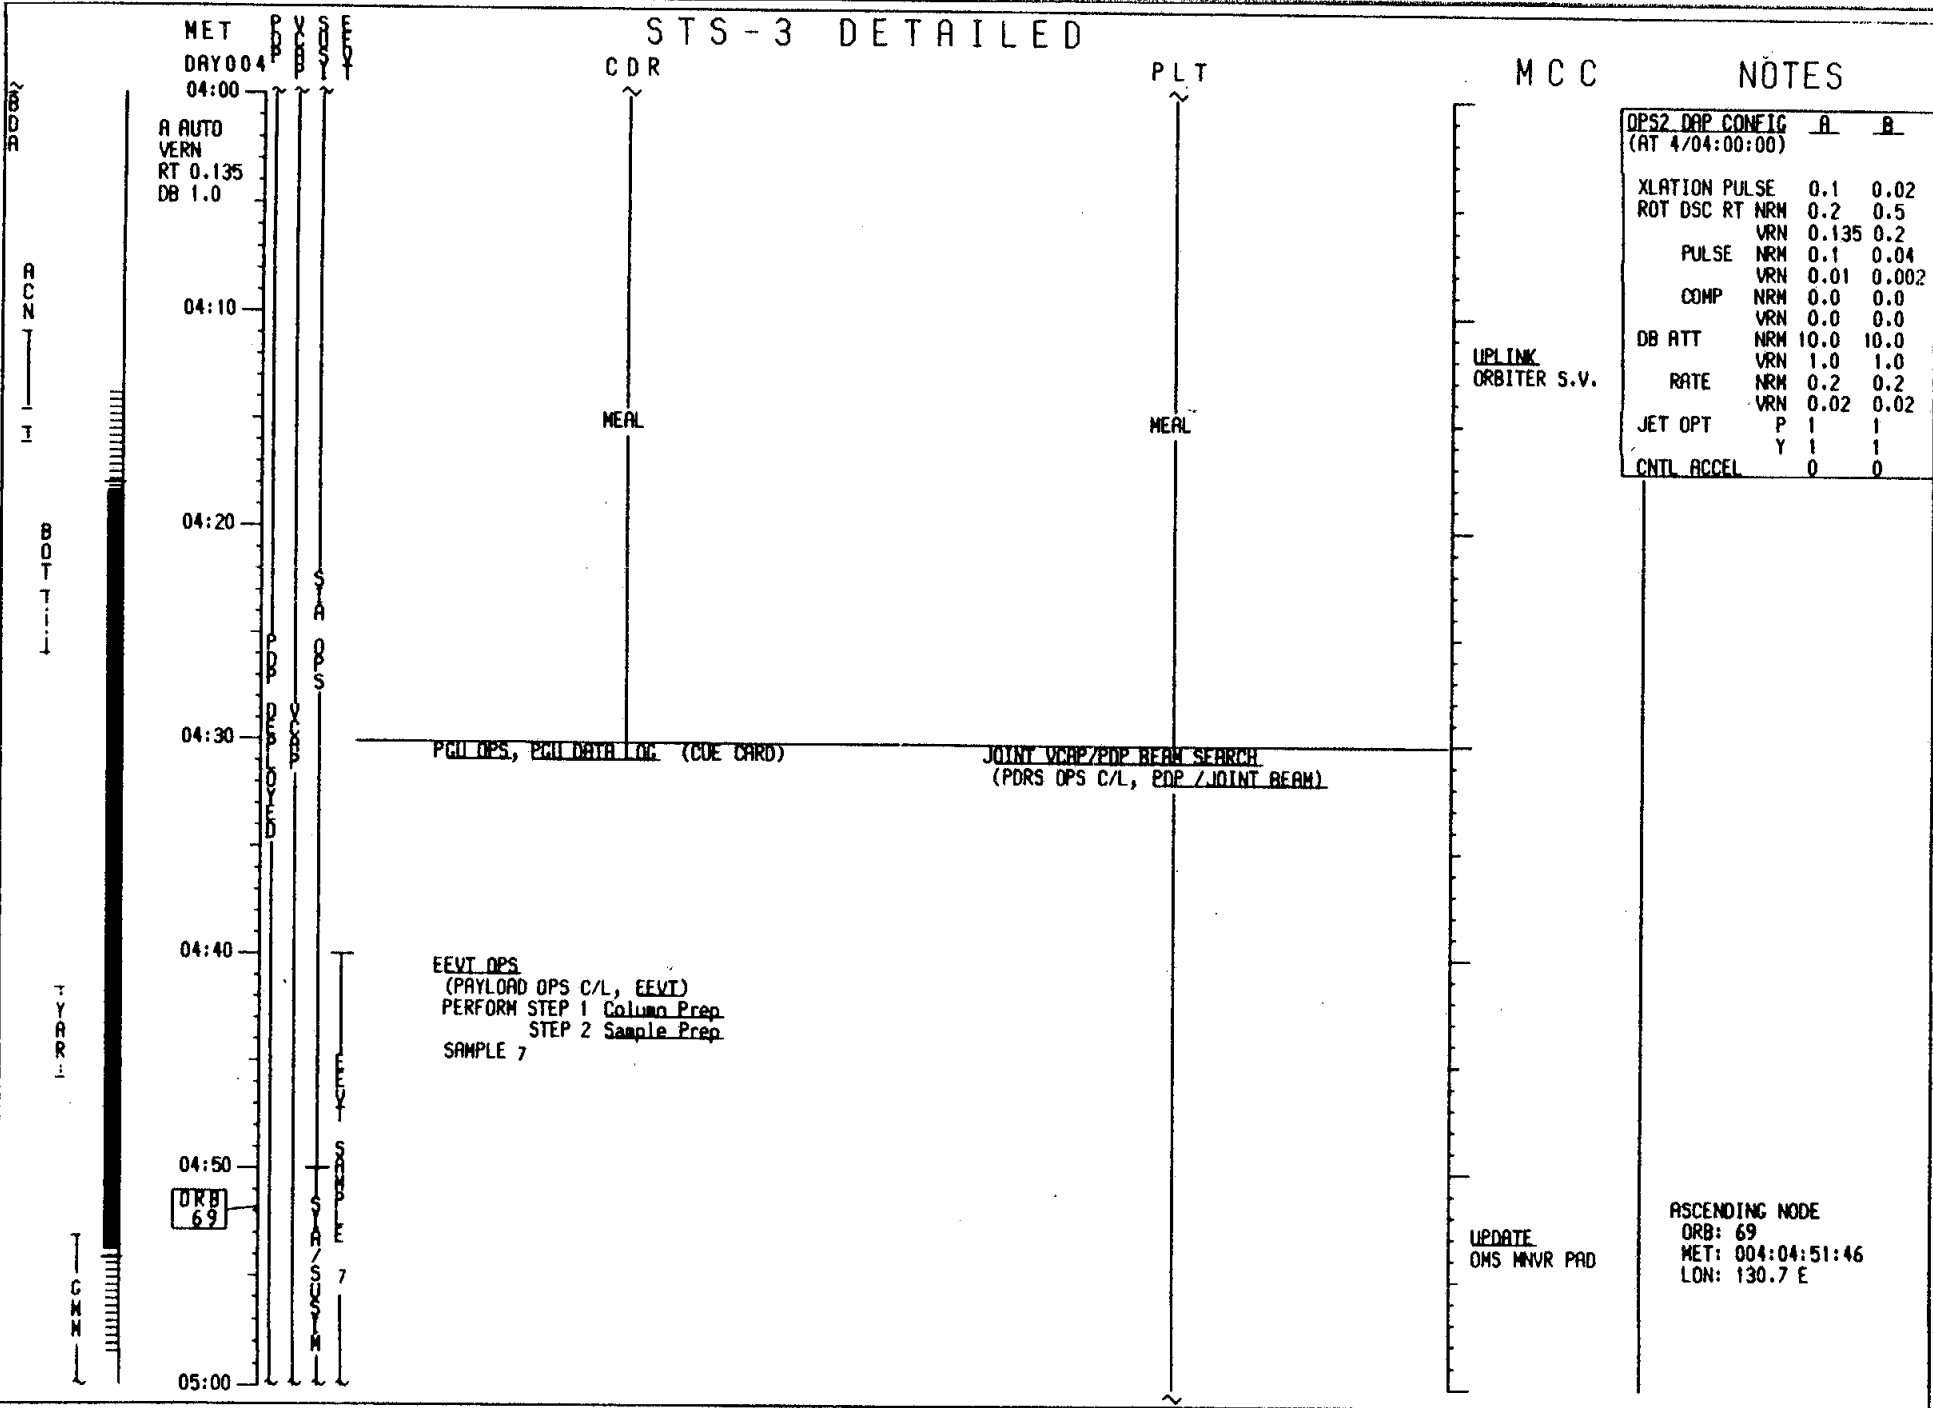 STS-3 DETAILED
MET
DAY004
PDP
VCAP
SUSY
EEVT
CDR
PLT
MCC
NOTES
BDA
ACN
BOT
YAR
GWM
04:00
A AUTO
VERN
RT 0.135
DB 1.0
04:10
04:20
04:30
04:40
04:50
ORB
69
05:00
PDP DEPLOYED
VCAP
SYA OPS
SYA/SUSIM
EEVT SAMPLE 7
MEAL
MEAL
PGU OPS, PGU DATA LOG (CUE CARD)
JOINT VCAP/PDP BEAM SEARCH
(PDRS OPS C/L, PDP /JOINT BEAM)
EEVT OPS
(PAYLOAD OPS C/L, EEVT)
PERFORM STEP 1 Column Prep
STEP 2 Sample Prep
SAMPLE 7
UPLINK
ORBITER S.V.
UPDATE
OMS MNVR PAD
OPS2 DAP CONFIG A B
(AT 4/04:00:00)
XLATION PULSE 0.1 0.02
ROT DSC RT NRM 0.2 0.5
VRN 0.135 0.2
PULSE NRM 0.1 0.04
VRN 0.01 0.002
COMP NRM 0.0 0.0
VRN 0.0 0.0
DB ATT NRM 10.0 10.0
VRN 1.0 1.0
RATE NRM 0.2 0.2
VRN 0.02 0.02
JET OPT P 1 1
Y 1 1
CNTL ACCEL 0 0
ASCENDING NODE
ORB: 69
MET: 004:04:51:46
LON: 130.7 E